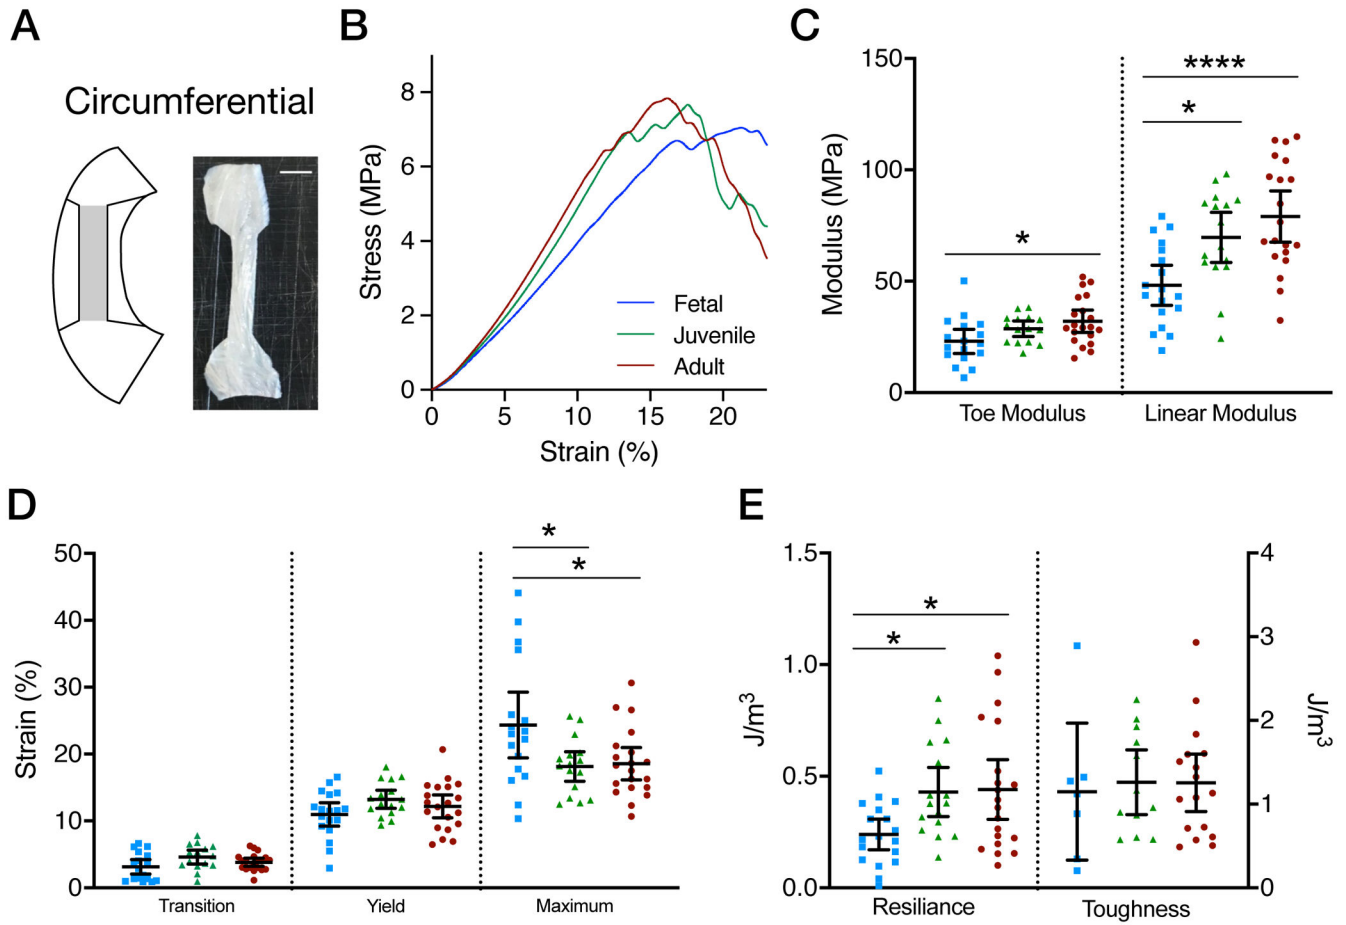 A
Circumferential
B
Stress (MPa)
8
6
4
2
0
0 5 10 15 20
Strain (%)
Fetal
Juvenile
Adult
C
Modulus (MPa)
150
100
50
0
****
*
*
Toe Modulus
Linear Modulus
D
Strain (%)
50
40
30
20
10
0
*
*
Transition
Yield
Maximum
E
J/m³
1.5
1.0
0.5
0.0
*
*
Resiliance
Toughness
4
3
2
1
0
J/m³